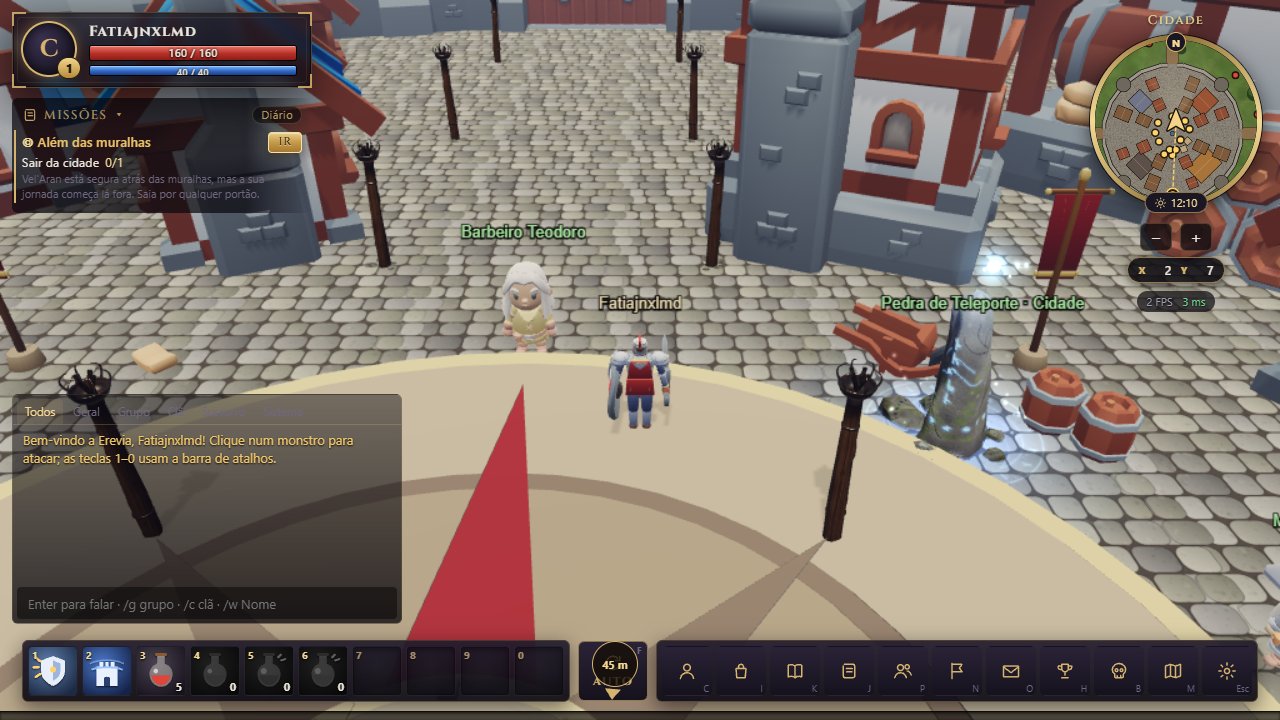 C
1
FATIAJNXLMD
160 / 160
40 / 40
MISSÕES
Diário
Além das muralhas
IR
Sair da cidade 0/1
Vel'Aran está segura atrás das muralhas, mas a sua
jornada começa lá fora. Saia por qualquer portão.
CIDADE
N
12:10
−
+
X 2 Y 7
2 FPS 3 ms
Barbeiro Teodoro
Fatiajnxlmd
Pedra de Teleporte - Cidade
Todos Geral Grupo
Bem-vindo a Erevia, Fatiajnxlmd! Clique num monstro para
atacar; as teclas 1–0 usam a barra de atalhos.
Enter para falar · /g grupo · /c clã · /w Nome
1 2 3 4 5 6 7 8 9 0
5 0 0 0
45 m
F
AUTO
C I K J P N O H B M Esc